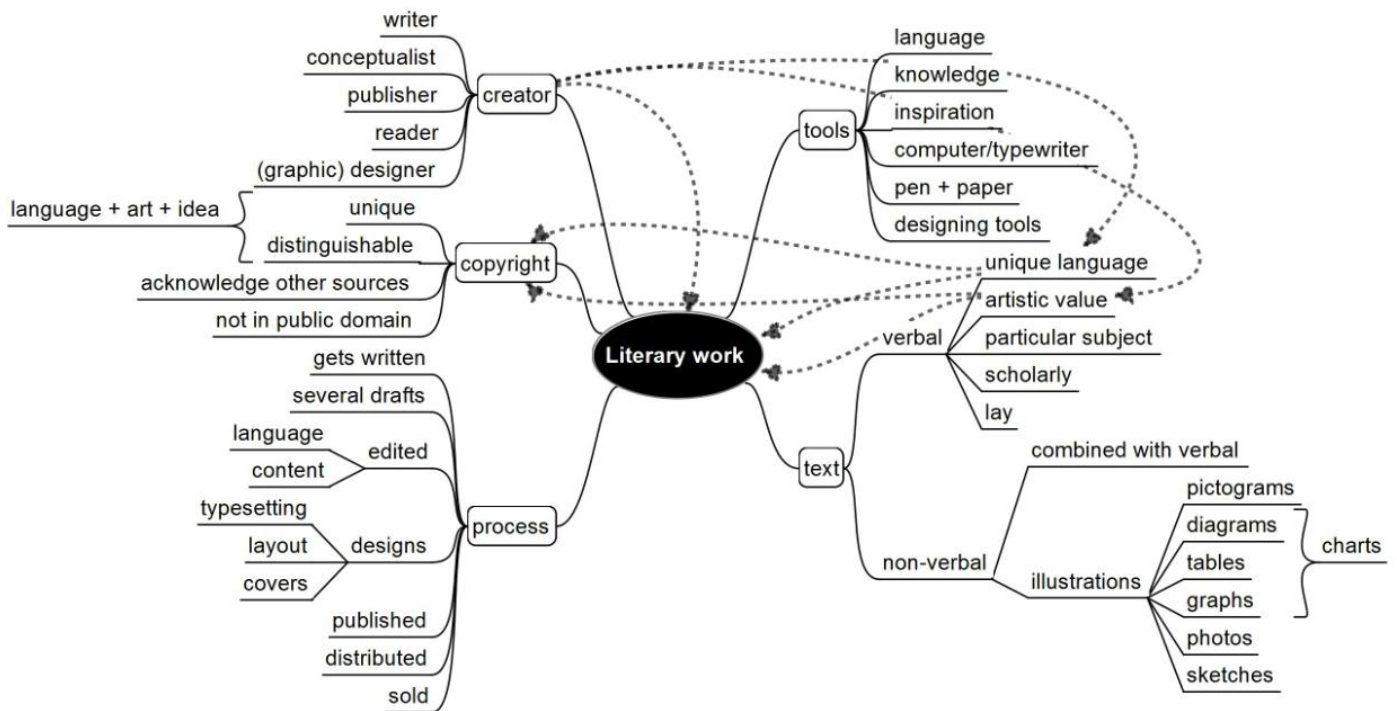 writer
conceptualist
publisher
reader
(graphic) designer
creator
language + art + idea
unique
distinguishable
acknowledge other sources
not in public domain
copyright
gets written
several drafts
language
content
edited
typesetting
layout
covers
designs
published
distributed
sold
process
Literary work
tools
language
knowledge
inspiration
computer/typewriter
pen + paper
designing tools
text
verbal
unique language
artistic value
particular subject
scholarly
lay
non-verbal
combined with verbal
illustrations
pictograms
diagrams
tables
graphs
photos
sketches
charts